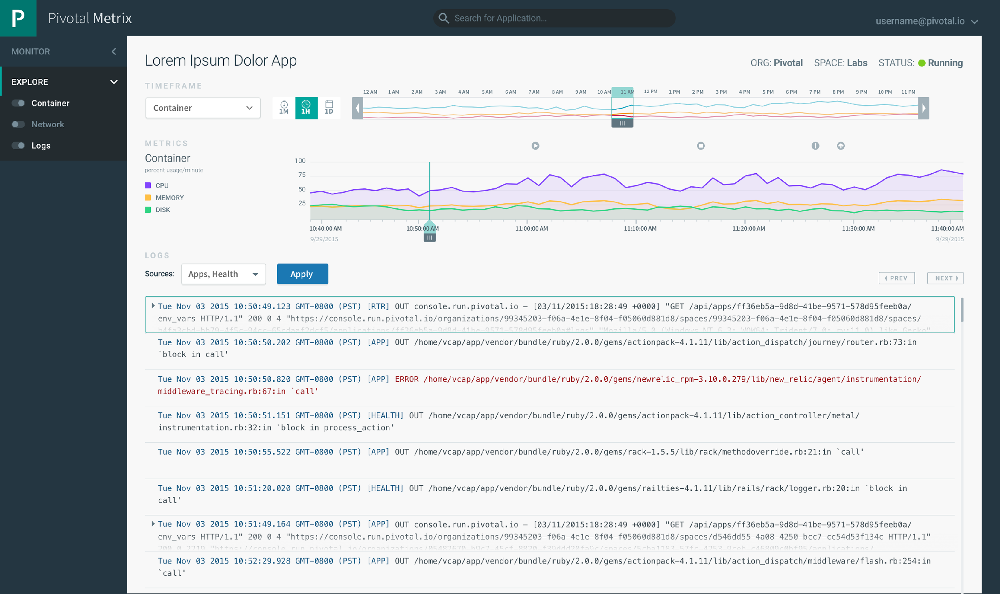 P
Pivotal Metrix
Search for Application...
username@pivotal.io
MONITOR
EXPLORE
Container
Network
Logs
Lorem Ipsum Dolor App
ORG: Pivotal SPACE: Labs STATUS: Running
TIMEFRAME
Container
1M 1H 1D
12 AM 1 AM 2 AM 3 AM 4 AM 5 AM 6 AM 7 AM 8 AM 9 AM 10 AM 11 AM 12 PM 1 PM 2 PM 3 PM 4 PM 5 PM 6 PM 7 PM 8 PM 9 PM 10 PM 11 PM
METRICS
Container
percent usage/minute
CPU
MEMORY
DISK
100
75
50
25
10:40:00 AM 10:50:00 AM 11:00:00 AM 11:10:00 AM 11:20:00 AM 11:30:00 AM 11:40:00 AM
9/29/2015 9/29/2015
LOGS
Sources: Apps, Health Apply
PREV NEXT
Tue Nov 03 2015 10:50:49.123 GMT-0800 (PST) [RTR] OUT console.run.pivotal.io – [03/11/2015:18:28:49 +0000] "GET /api/apps/ff36eb5a-9d8d-41be-9571-578d95feeb0a/
env_vars HTTP/1.1" 200 0 4 "https://console.run.pivotal.io/organizations/99345203-f06a-4e1e-8f04-f05060d881d8/spaces/99345203-f06a-4e1e-8f04-f05060d881d8/spaces/
(Windows NT 6.3; WOW64; Trident/7.0; rv:11.0) like Gecko"
Tue Nov 03 2015 10:50:50.202 GMT-0800 (PST) [APP] OUT /home/vcap/app/vendor/bundle/ruby/2.0.0/gems/actionpack-4.1.11/lib/action_dispatch/journey/router.rb:73:in
`block in call'
Tue Nov 03 2015 10:50:50.820 GMT-0800 (PST) [APP] ERROR /home/vcap/app/vendor/bundle/ruby/2.0.0/gems/newrelic_rpm-3.10.0.279/lib/new_relic/agent/instrumentation/
middleware_tracing.rb:67:in `call'
Tue Nov 03 2015 10:50:51.151 GMT-0800 (PST) [HEALTH] OUT /home/vcap/app/vendor/bundle/ruby/2.0.0/gems/actionpack-4.1.11/lib/action_controller/metal/
instrumentation.rb:32:in `block in process_action'
Tue Nov 03 2015 10:50:55.522 GMT-0800 (PST) [APP] OUT /home/vcap/app/vendor/bundle/ruby/2.0.0/gems/rack-1.5.5/lib/rack/methodoverride.rb:21:in `call'
Tue Nov 03 2015 10:51:20.020 GMT-0800 (PST) [HEALTH] OUT /home/vcap/app/vendor/bundle/ruby/2.0.0/gems/railties-4.1.11/lib/rails/rack/logger.rb:20:in `block in
call'
Tue Nov 03 2015 10:51:49.164 GMT-0800 (PST) [APP] OUT console.run.pivotal.io – [03/11/2015:18:28:49 +0000] "GET /api/apps/ff36eb5a-9d8d-41be-9571-578d95feeb0a/
env_vars HTTP/1.1" 200 0 4 "https://console.run.pivotal.io/organizations/99345203-f06a-4e1e-8f04-f05060d881d8/spaces/d546dd55-4a08-4250-bcc7-cc54d53f134c HTTP/1.1"
200 0 2219
Tue Nov 03 2015 10:52:29.928 GMT-0800 (PST) [APP] OUT /home/vcap/app/vendor/bundle/ruby/2.0.0/gems/actionpack-4.1.11/lib/action_dispatch/middleware/flash.rb:254:in
`call'